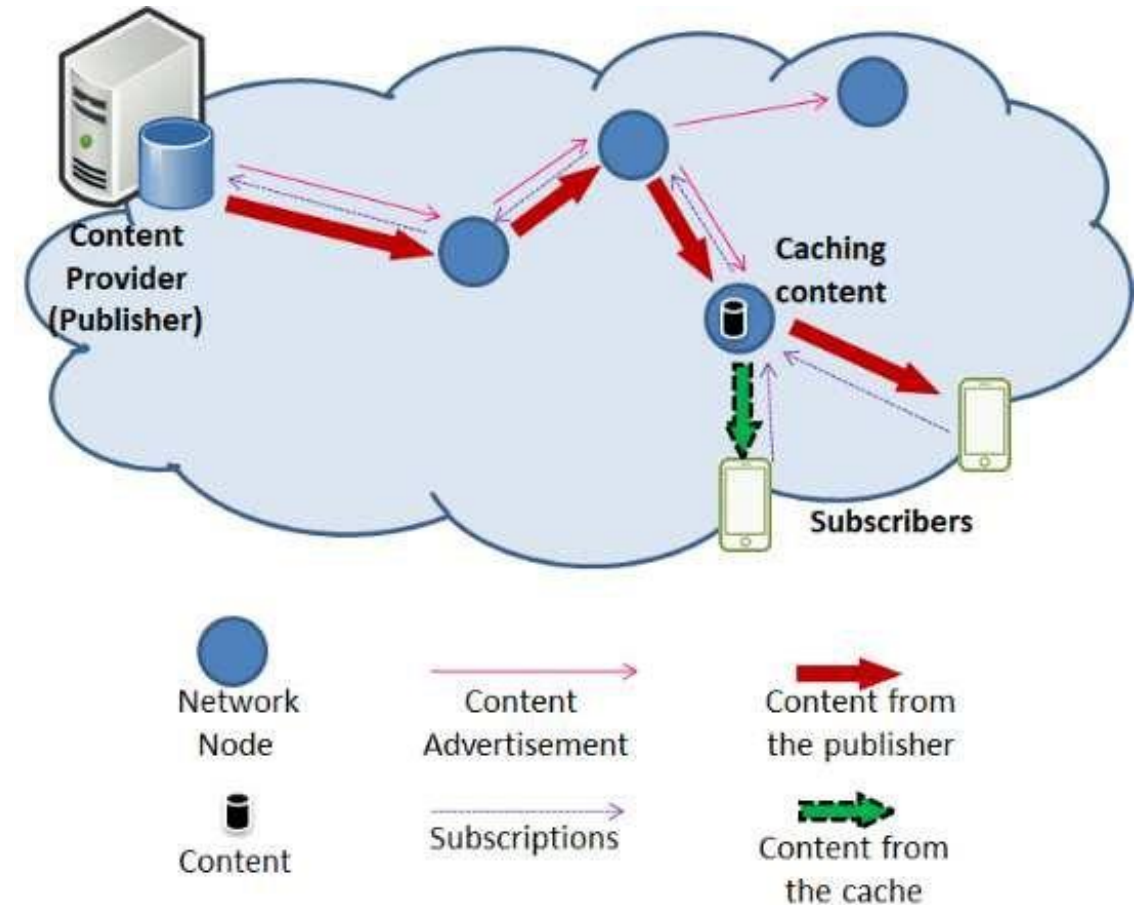 Content
Provider
(Publisher)
Caching
content
Subscribers
Network
Node
Content
Advertisement
Content from
the publisher
Content
Subscriptions
Content from
the cache